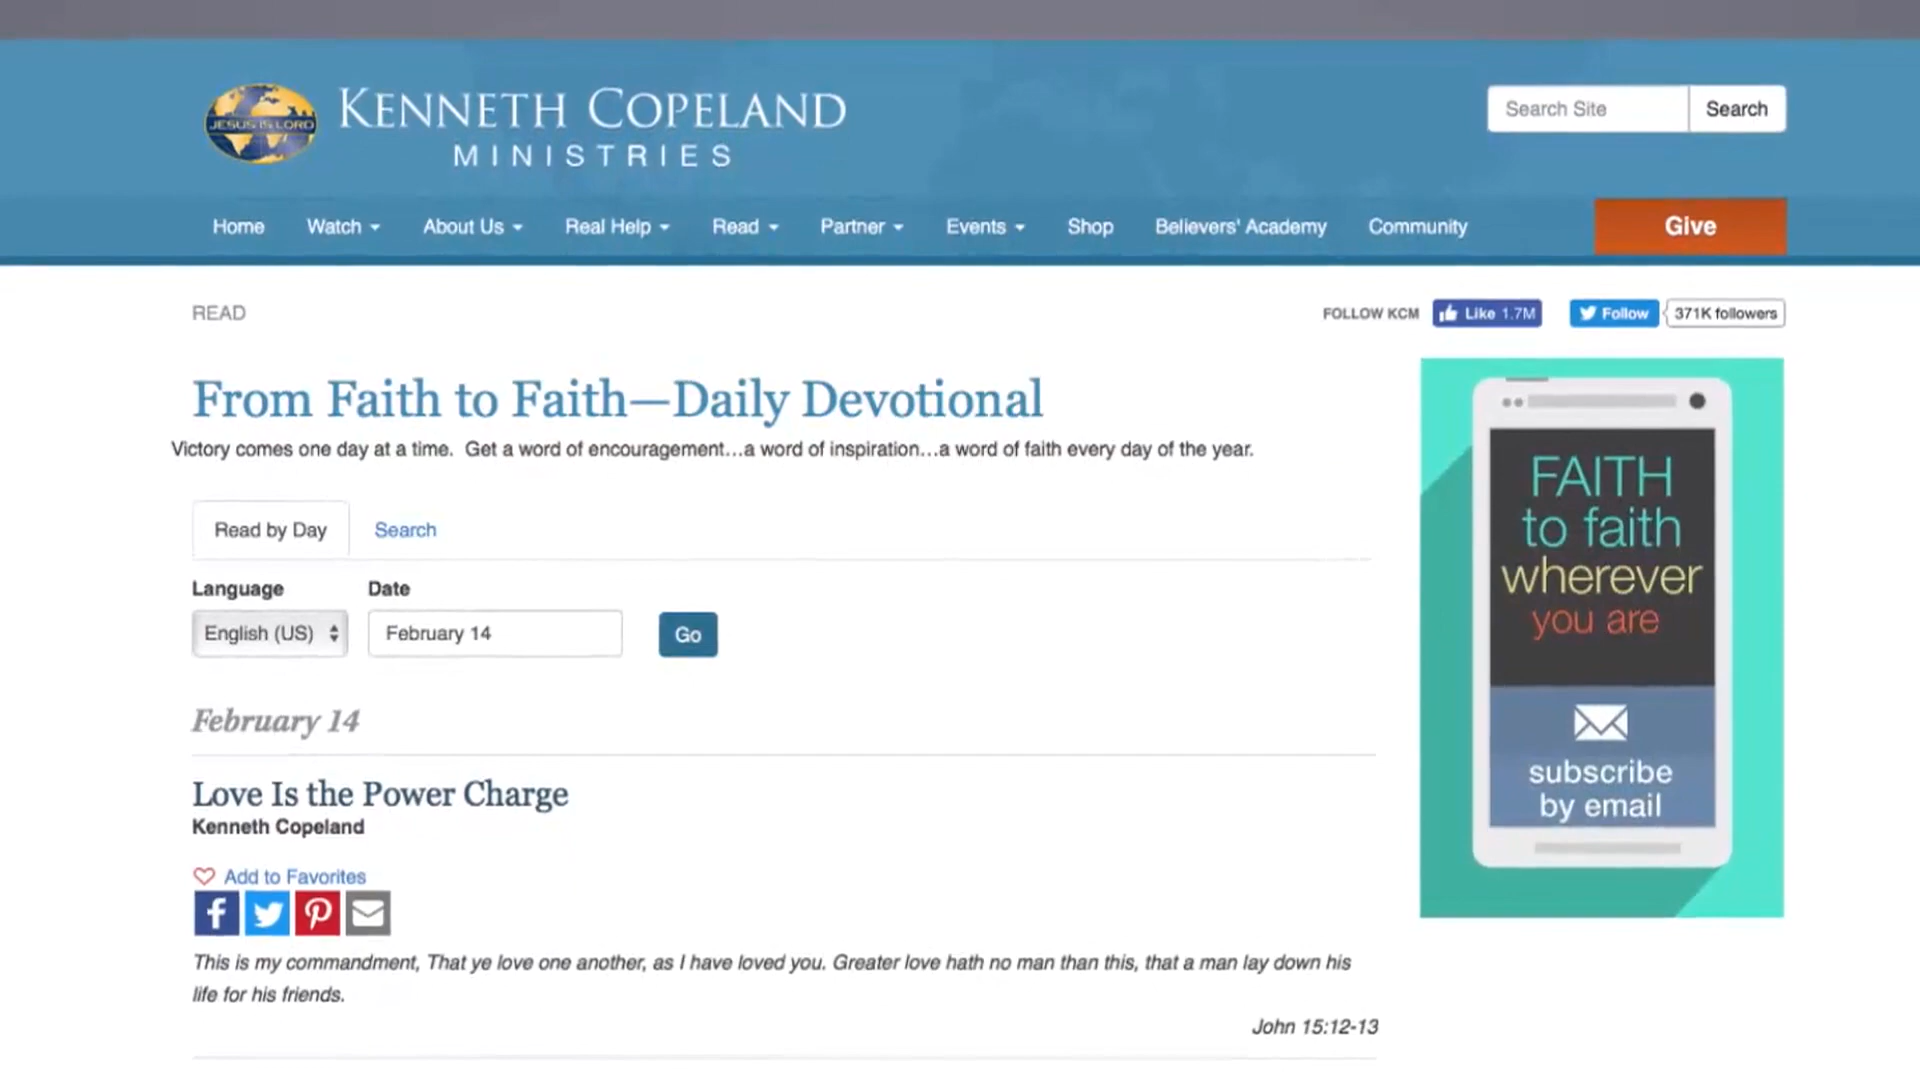 JESUS IS LORD
KENNETH COPELAND
MINISTRIES
Search Site
Search
Home
Watch
About Us
Real Help
Read
Partner
Events
Shop
Believers' Academy
Community
Give
READ
FOLLOW KCM
Like 1.7M
Follow
371K followers
From Faith to Faith—Daily Devotional
Victory comes one day at a time. Get a word of encouragement...a word of inspiration...a word of faith every day of the year.
Read by Day
Search
Language
Date
English (US)
February 14
Go
February 14
Love Is the Power Charge
Kenneth Copeland
Add to Favorites
This is my commandment, That ye love one another, as I have loved you. Greater love hath no man than this, that a man lay down his
life for his friends.
John 15:12-13
FAITH
to faith
wherever
you are
subscribe
by email